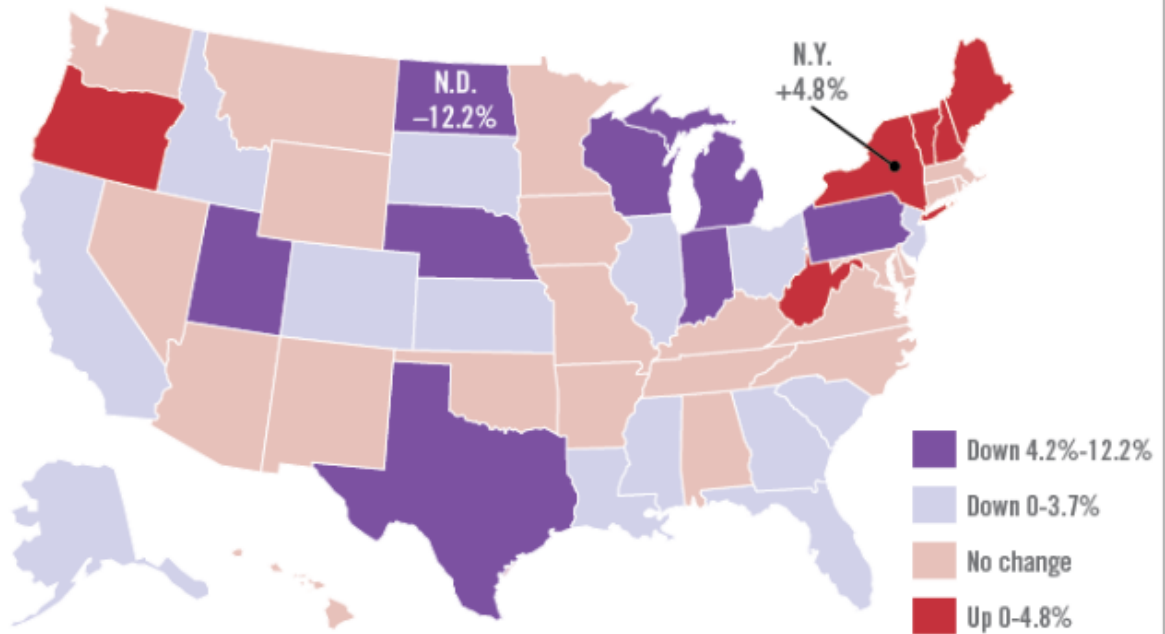 N.D.
–12.2%
N.Y.
+4.8%
Down 4.2%-12.2%
Down 0-3.7%
No change
Up 0-4.8%